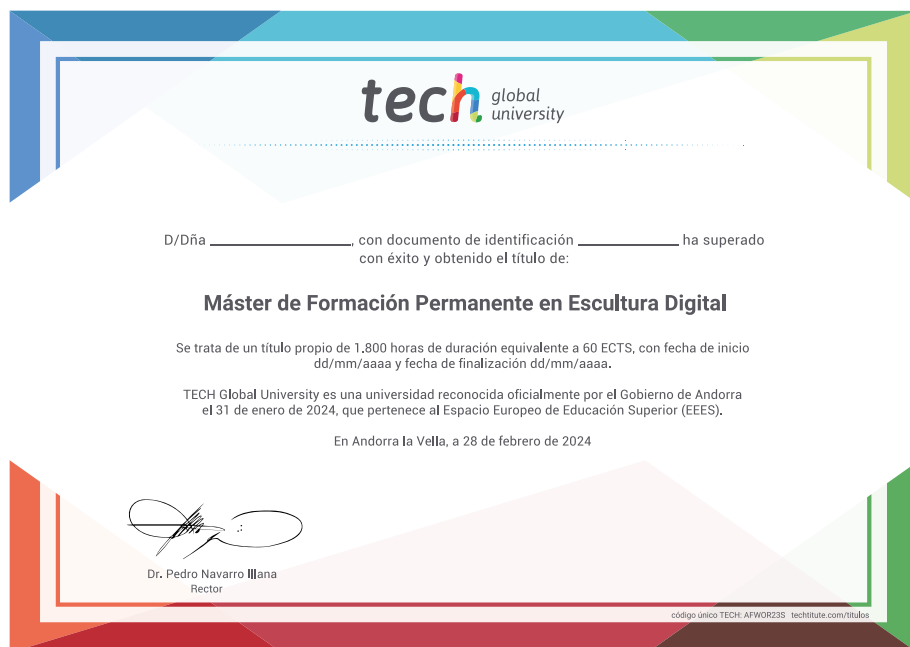 tech global university
D/Dña ____________________, con documento de identificación ______________ ha superado
con éxito y obtenido el título de:
Máster de Formación Permanente en Escultura Digital
Se trata de un título propio de 1.800 horas de duración equivalente a 60 ECTS, con fecha de inicio
dd/mm/aaaa y fecha de finalización dd/mm/aaaa.
TECH Global University es una universidad reconocida oficialmente por el Gobierno de Andorra
el 31 de enero de 2024, que pertenece al Espacio Europeo de Educación Superior (EEES).
En Andorra la Vella, a 28 de febrero de 2024
Dr. Pedro Navarro Illana
Rector
código único TECH: AFWOR23S techtitute.com/titulos